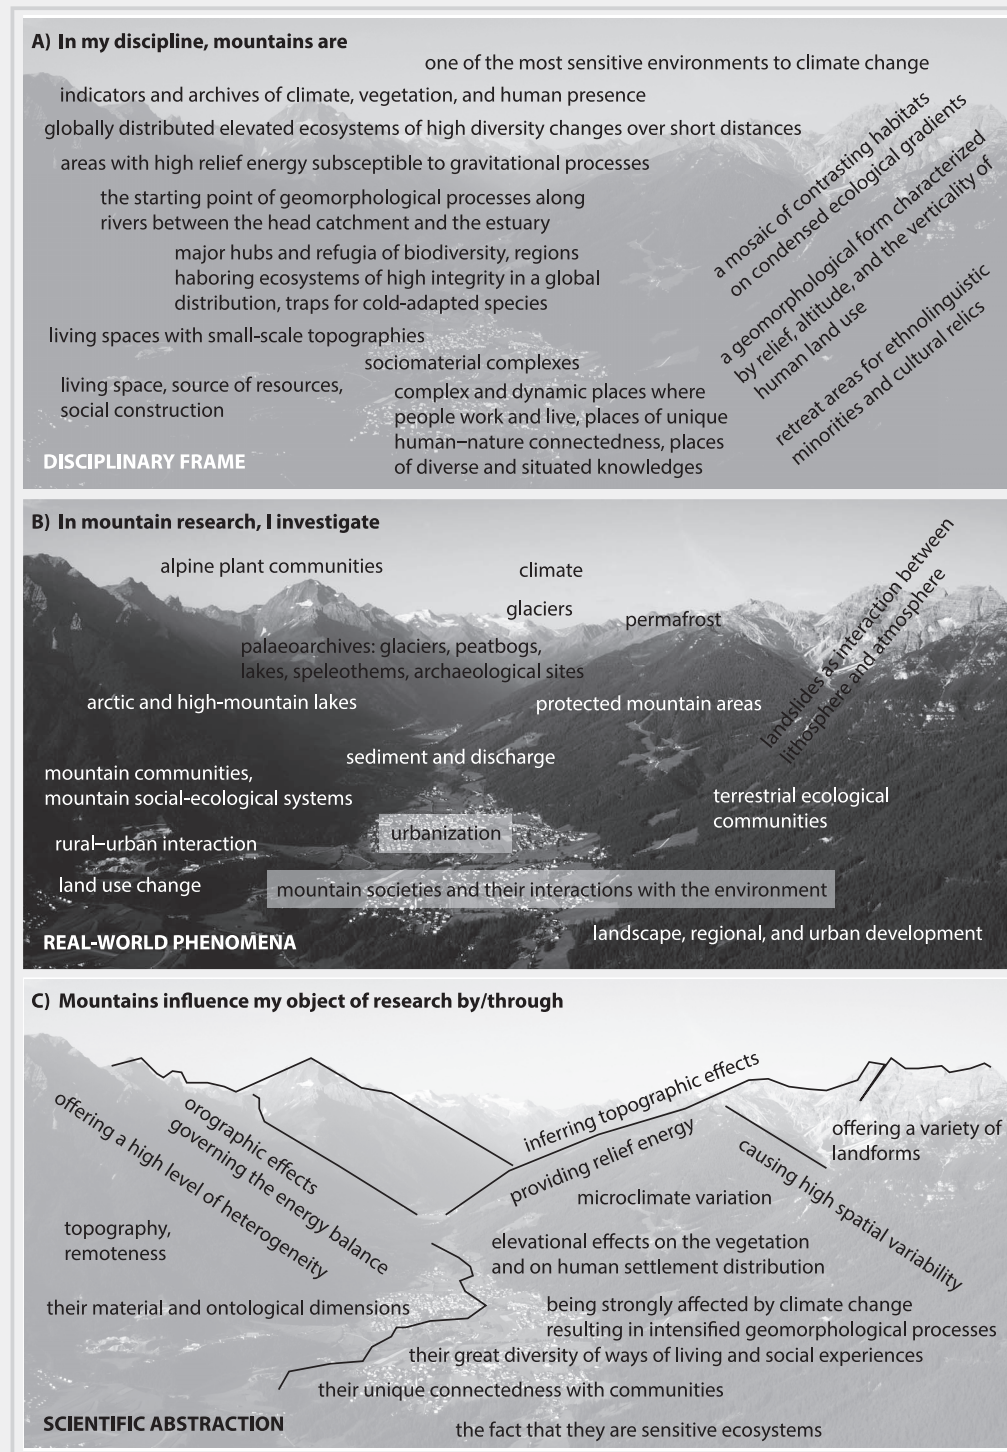 A) In my discipline, mountains are
one of the most sensitive environments to climate change
indicators and archives of climate, vegetation, and human presence
globally distributed elevated ecosystems of high diversity changes over short distances
areas with high relief energy subsceptible to gravitational processes
the starting point of geomorphological processes along
rivers between the head catchment and the estuary
major hubs and refugia of biodiversity, regions
haboring ecosystems of high integrity in a global
distribution, traps for cold-adapted species
a mosaic of contrasting habitats
on condensed ecological gradients
a geomorphological form characterized
by relief, altitude, and the verticality of
human land use
retreat areas for ethnolinguistic
minorities and cultural relics
living spaces with small-scale topographies
sociomaterial complexes
living space, source of resources,
social construction
complex and dynamic places where
people work and live, places of unique
human–nature connectedness, places
of diverse and situated knowledges
DISCIPLINARY FRAME
B) In mountain research, I investigate
alpine plant communities
climate
glaciers
permafrost
landslides as interaction between
lithosphere and atmosphere
palaeoarchives: glaciers, peatbogs,
lakes, speleothems, archaeological sites
arctic and high-mountain lakes
protected mountain areas
sediment and discharge
mountain communities,
mountain social-ecological systems
terrestrial ecological
communities
urbanization
rural–urban interaction
land use change
mountain societies and their interactions with the environment
landscape, regional, and urban development
REAL-WORLD PHENOMENA
C) Mountains influence my object of research by/through
inferring topographic effects
orographic effects
governing the energy balance
offering a high level of heterogeneity
providing relief energy
offering a variety of
landforms
causing high spatial variability
microclimate variation
topography,
remoteness
elevational effects on the vegetation
and on human settlement distribution
their material and ontological dimensions
being strongly affected by climate change
resulting in intensified geomorphological processes
their great diversity of ways of living and social experiences
their unique connectedness with communities
SCIENTIFIC ABSTRACTION
the fact that they are sensitive ecosystems